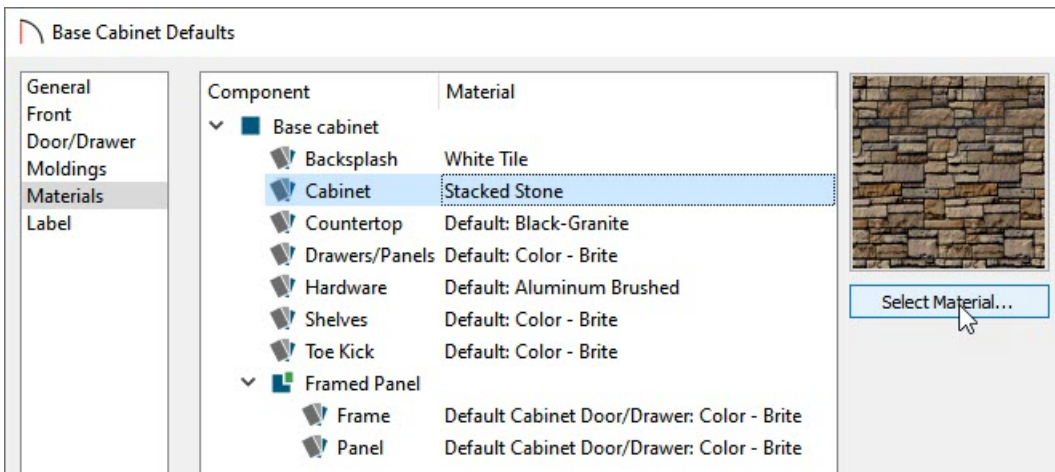 Base Cabinet Defaults
General
Front
Door/Drawer
Moldings
Materials
Label
Component Material
Base cabinet
Backsplash White Tile
Cabinet Stacked Stone
Countertop Default: Black-Granite
Drawers/Panels Default: Color - Brite
Hardware Default: Aluminum Brushed
Shelves Default: Color - Brite
Toe Kick Default: Color - Brite
Framed Panel
Frame Default Cabinet Door/Drawer: Color - Brite
Panel Default Cabinet Door/Drawer: Color - Brite
Select Material...